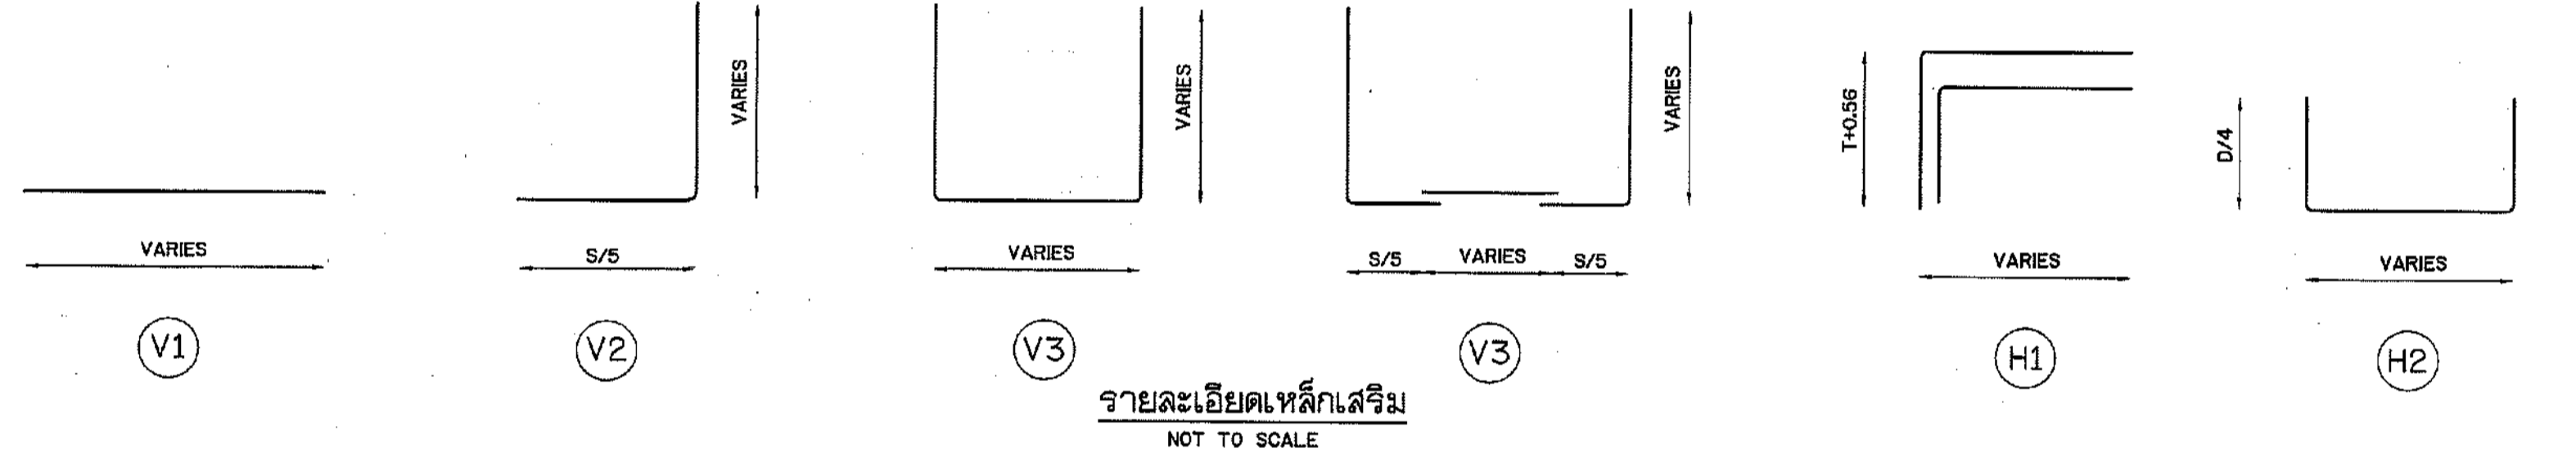 VARIES
VARIES
S/5
VARIES
VARIES
VARIES
S/5 VARIES S/5
T+0.56
VARIES
D/4
VARIES
V1 V2 V3 V3 H1 H2
รายละเอียดเหล็กเสริม
NOT TO SCALE